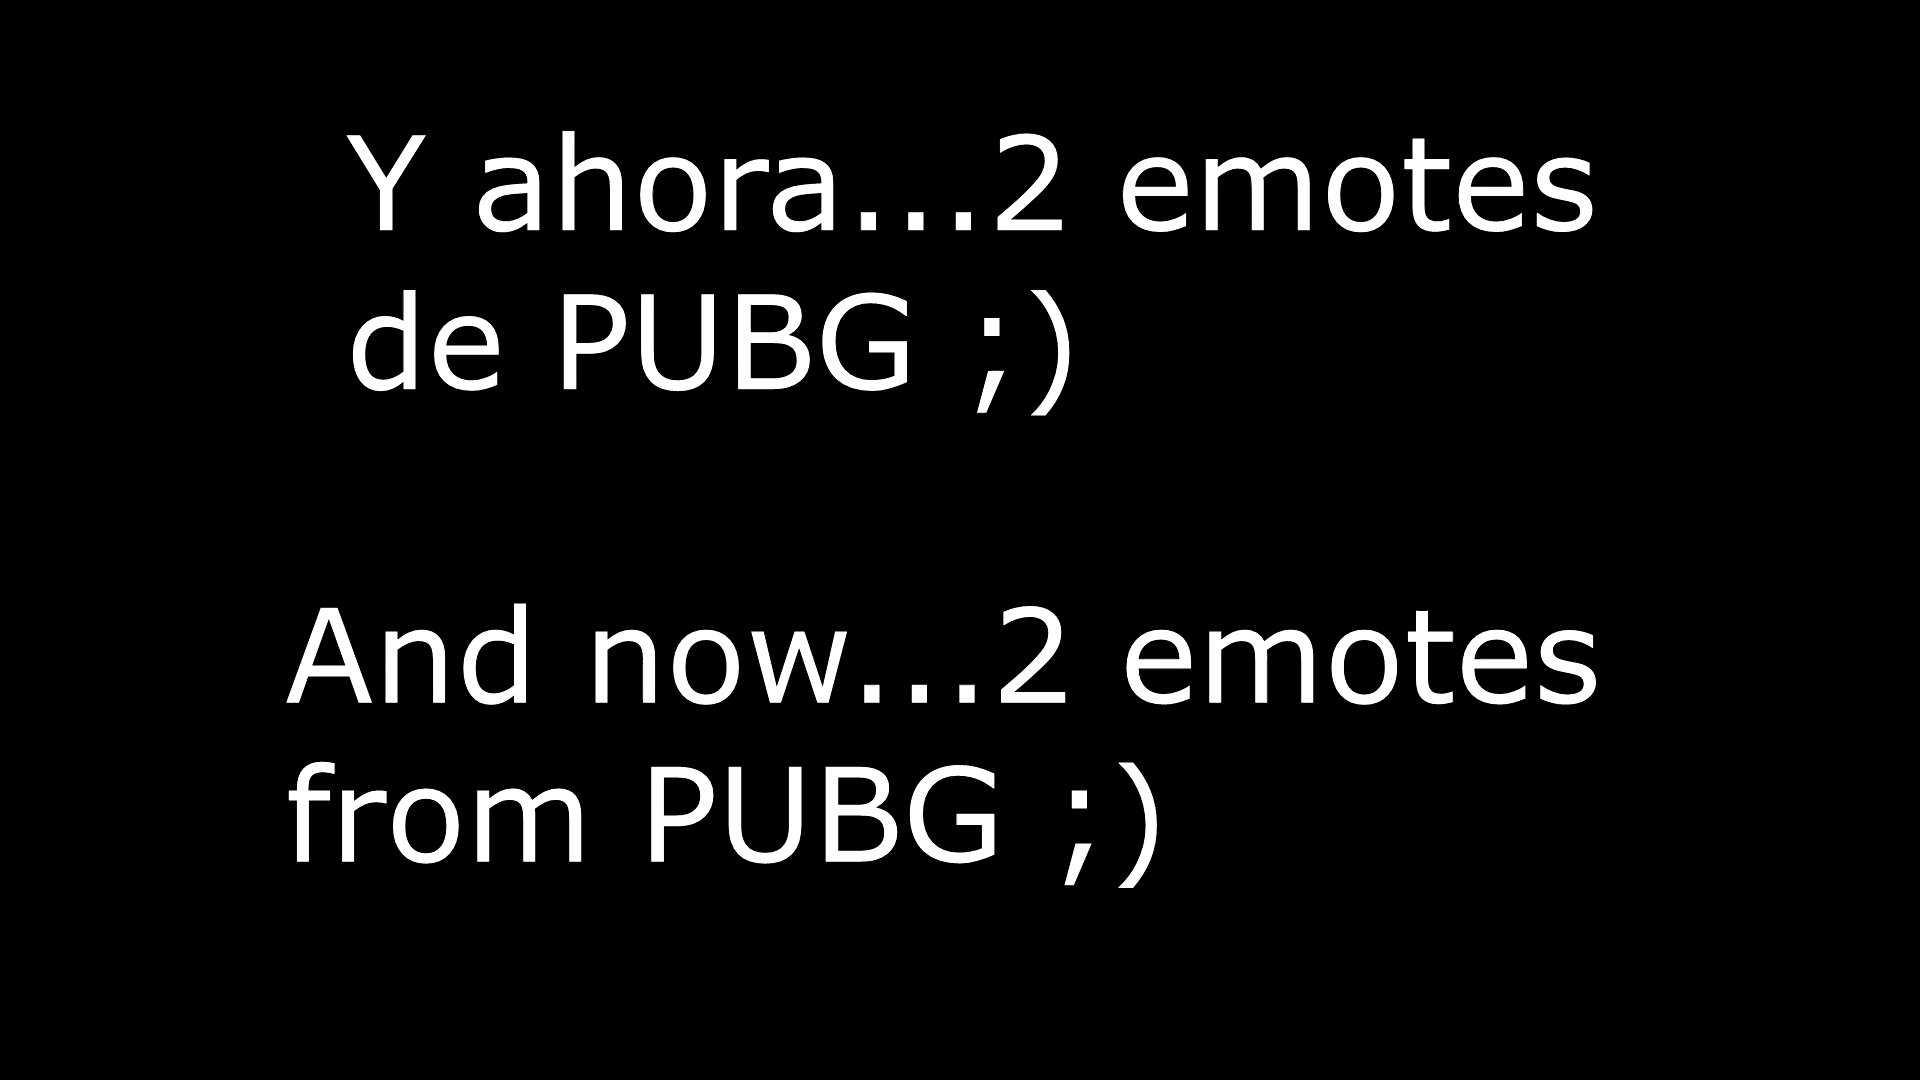 Y ahora...2 emotes
de PUBG ;)
And now...2 emotes
from PUBG ;)